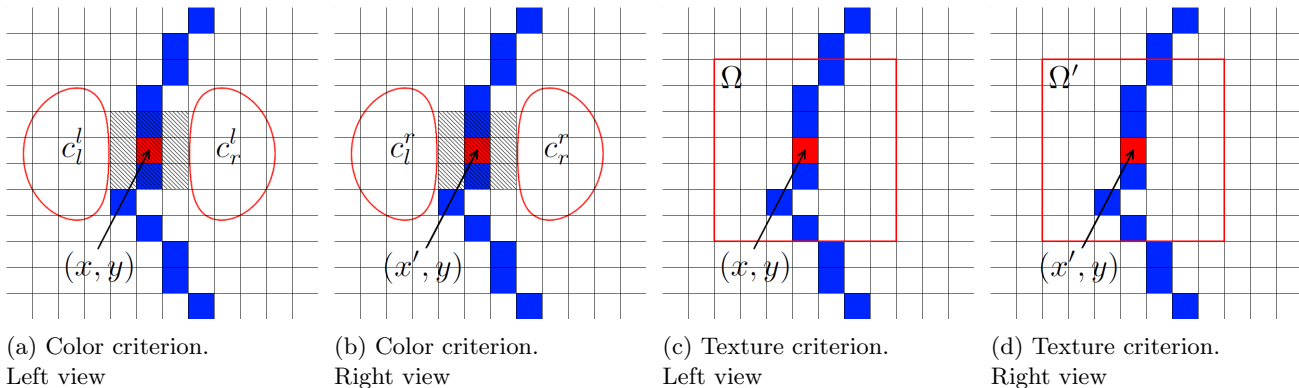 c_l^l c_r^l
(x, y)
(a) Color criterion.
Left view
c_l^r c_r^r
(x′, y)
(b) Color criterion.
Right view
Ω
(x, y)
(c) Texture criterion.
Left view
Ω′
(x′, y)
(d) Texture criterion.
Right view